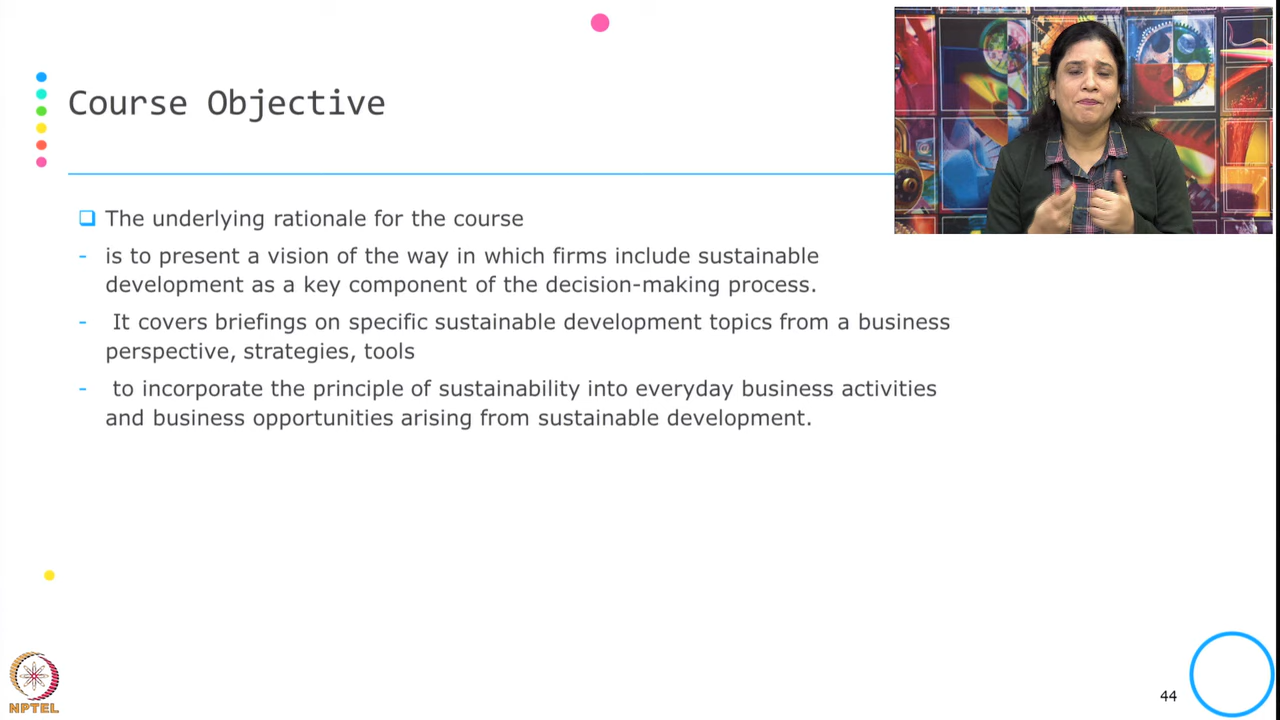 Course Objective
❑ The underlying rationale for the course
- is to present a vision of the way in which firms include sustainable
development as a key component of the decision-making process.
- It covers briefings on specific sustainable development topics from a business
perspective, strategies, tools
- to incorporate the principle of sustainability into everyday business activities
and business opportunities arising from sustainable development.
NPTEL
44